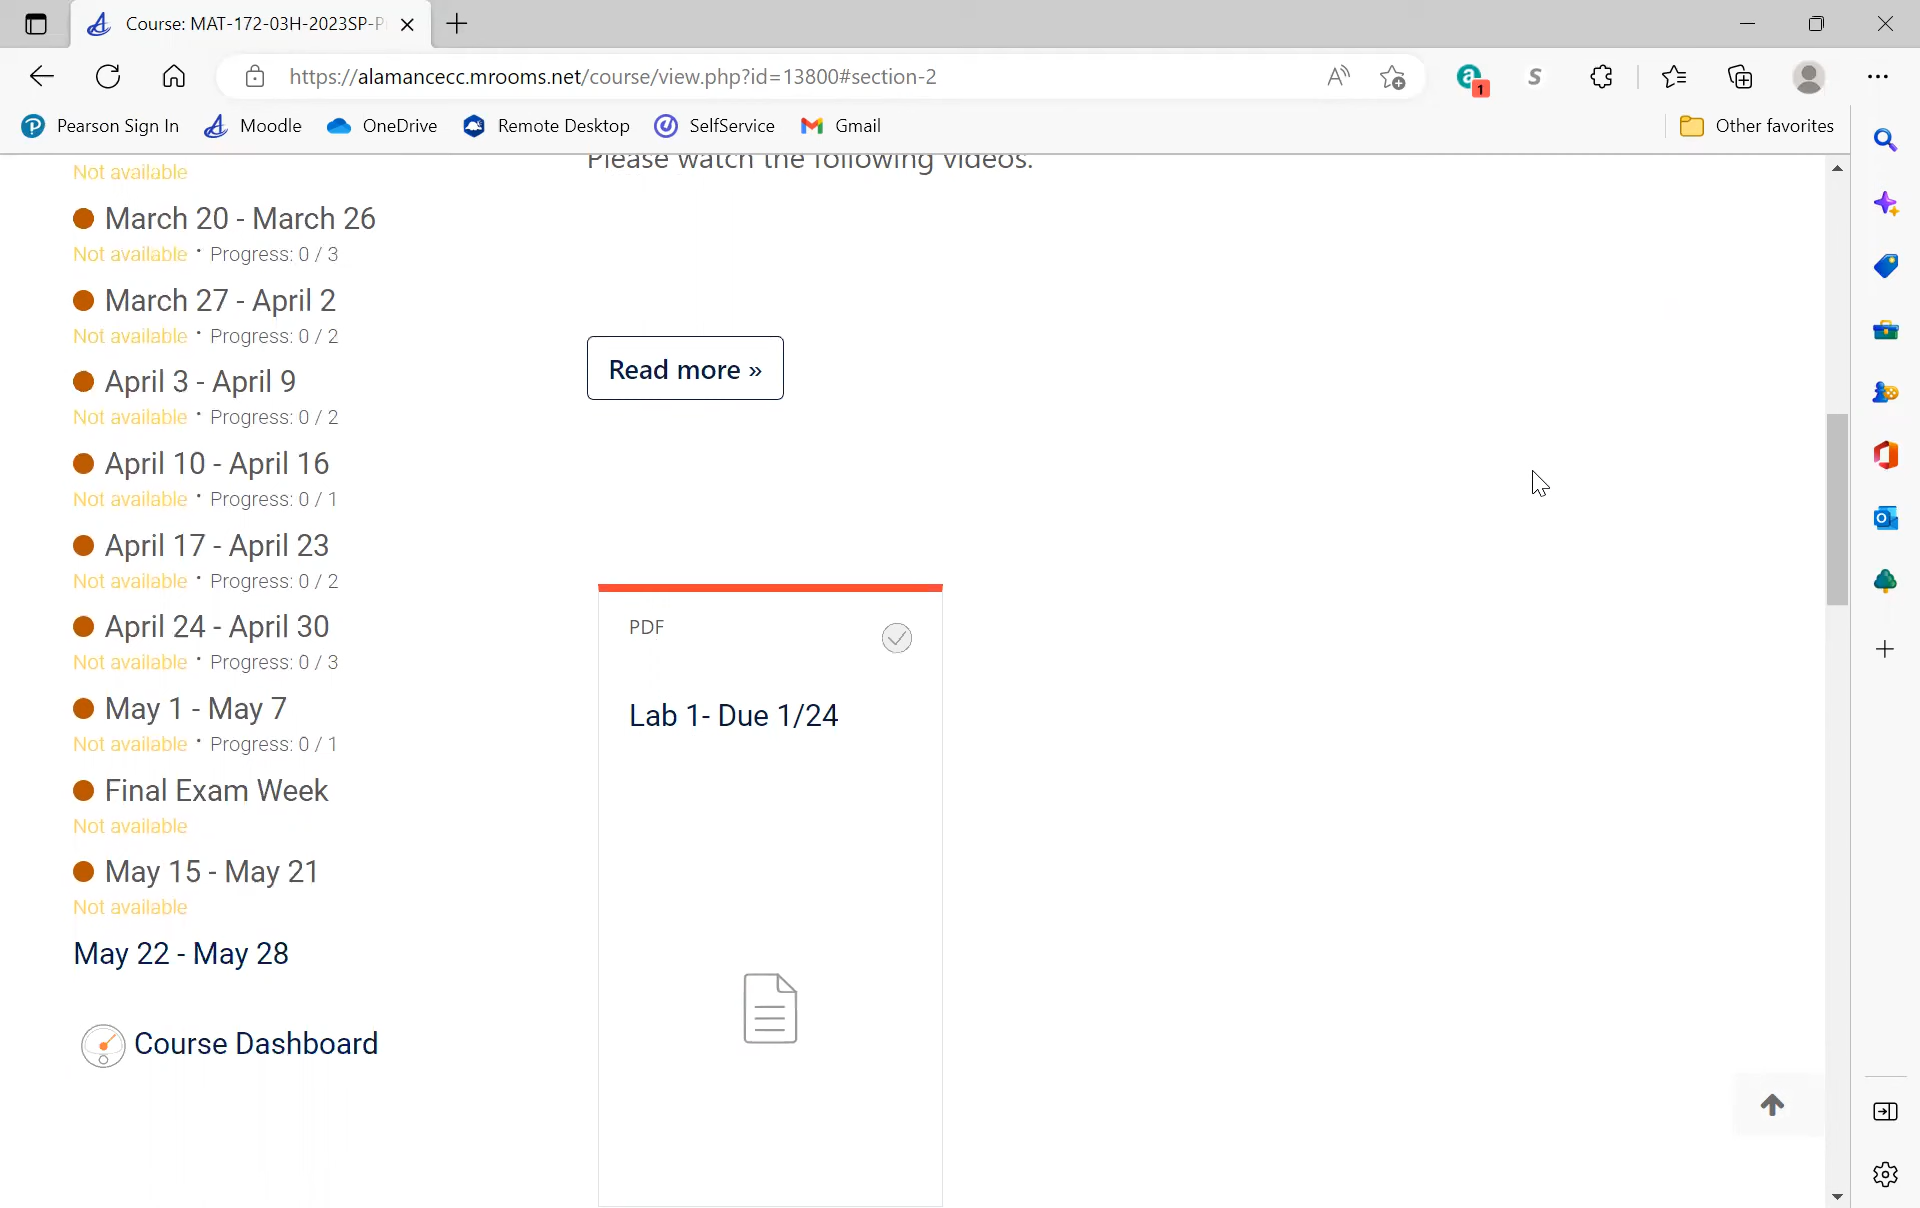 Course: MAT-172-03H-2023SP-P
https://alamancecc.mrooms.net/course/view.php?id=13800#section-2
A
a
1
S
Pearson Sign In
Moodle
OneDrive
Remote Desktop
SelfService
Gmail
Other favorites
Not available
March 20 - March 26
Not available · Progress: 0 / 3
March 27 - April 2
Not available · Progress: 0 / 2
April 3 - April 9
Not available · Progress: 0 / 2
April 10 - April 16
Not available · Progress: 0 / 1
April 17 - April 23
Not available · Progress: 0 / 2
April 24 - April 30
Not available · Progress: 0 / 3
May 1 - May 7
Not available · Progress: 0 / 1
Final Exam Week
Not available
May 15 - May 21
Not available
May 22 - May 28
Course Dashboard
Please watch the following videos.
Read more »
PDF
Lab 1- Due 1/24